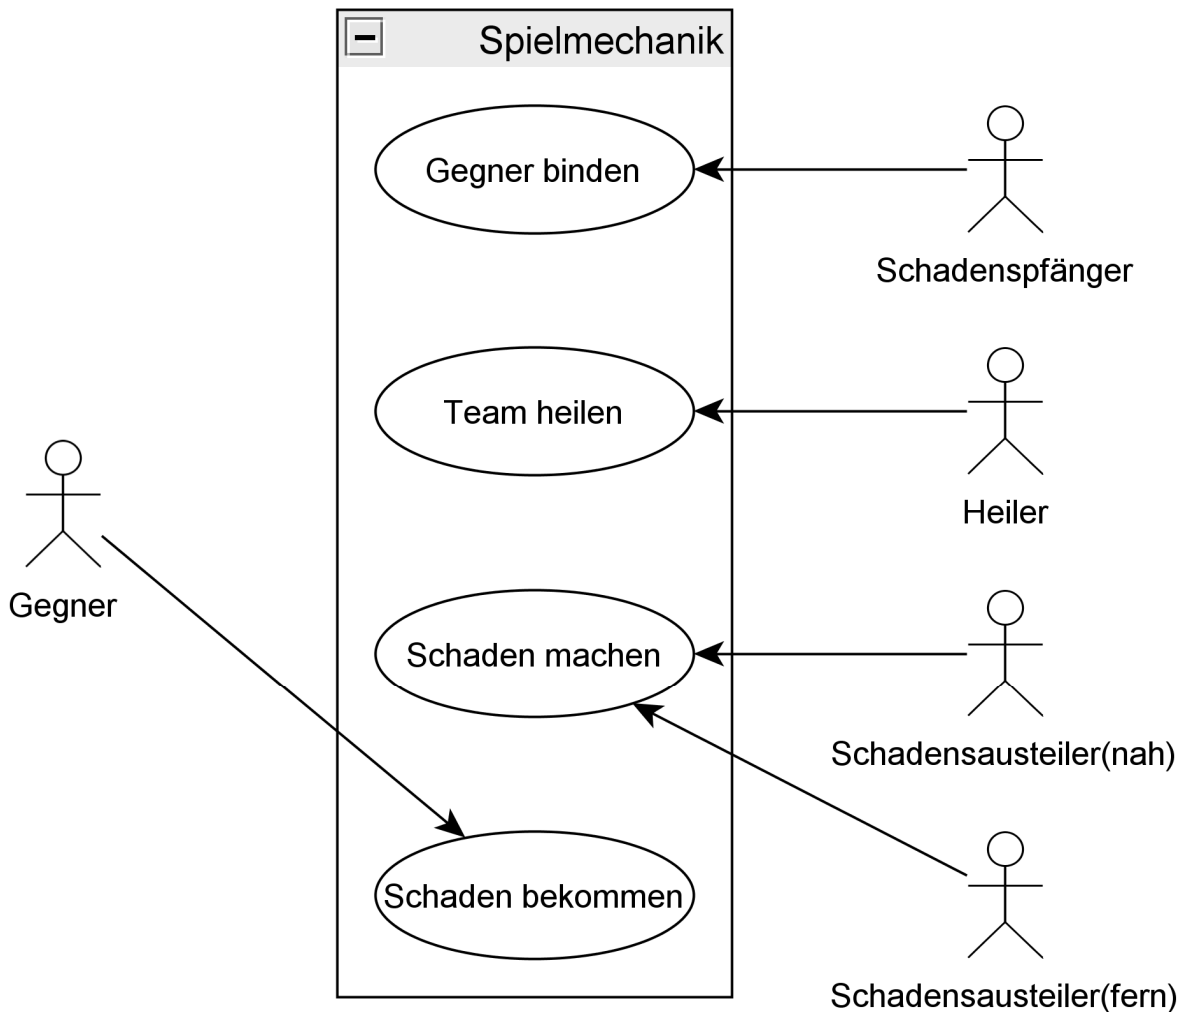 Spielmechanik
Gegner binden
Schadenspfänger
Team heilen
Heiler
Gegner
Schaden machen
Schadensausteiler(nah)
Schaden bekommen
Schadensausteiler(fern)